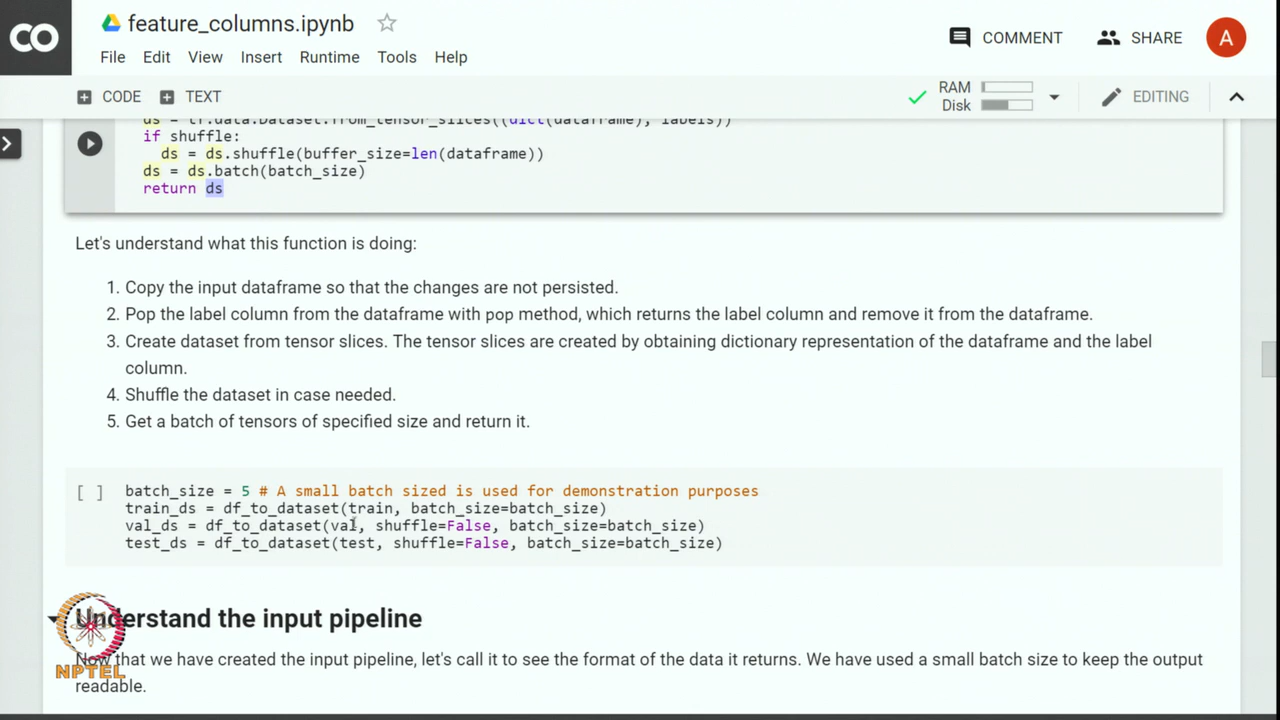 CO feature_columns.ipynb
File Edit View Insert Runtime Tools Help
COMMENT SHARE A
CODE TEXT RAM Disk EDITING
ds = tf.data.Dataset.from_tensor_slices((dict(dataframe), labels))
if shuffle:
ds = ds.shuffle(buffer_size=len(dataframe))
ds = ds.batch(batch_size)
return ds
Let's understand what this function is doing:
1. Copy the input dataframe so that the changes are not persisted.
2. Pop the label column from the dataframe with pop method, which returns the label column and remove it from the dataframe.
3. Create dataset from tensor slices. The tensor slices are created by obtaining dictionary representation of the dataframe and the label
column.
4. Shuffle the dataset in case needed.
5. Get a batch of tensors of specified size and return it.
[ ] batch_size = 5 # A small batch sized is used for demonstration purposes
train_ds = df_to_dataset(train, batch_size=batch_size)
val_ds = df_to_dataset(val, shuffle=False, batch_size=batch_size)
test_ds = df_to_dataset(test, shuffle=False, batch_size=batch_size)
Understand the input pipeline
Now that we have created the input pipeline, let's call it to see the format of the data it returns. We have used a small batch size to keep the output
readable.
NPTEL